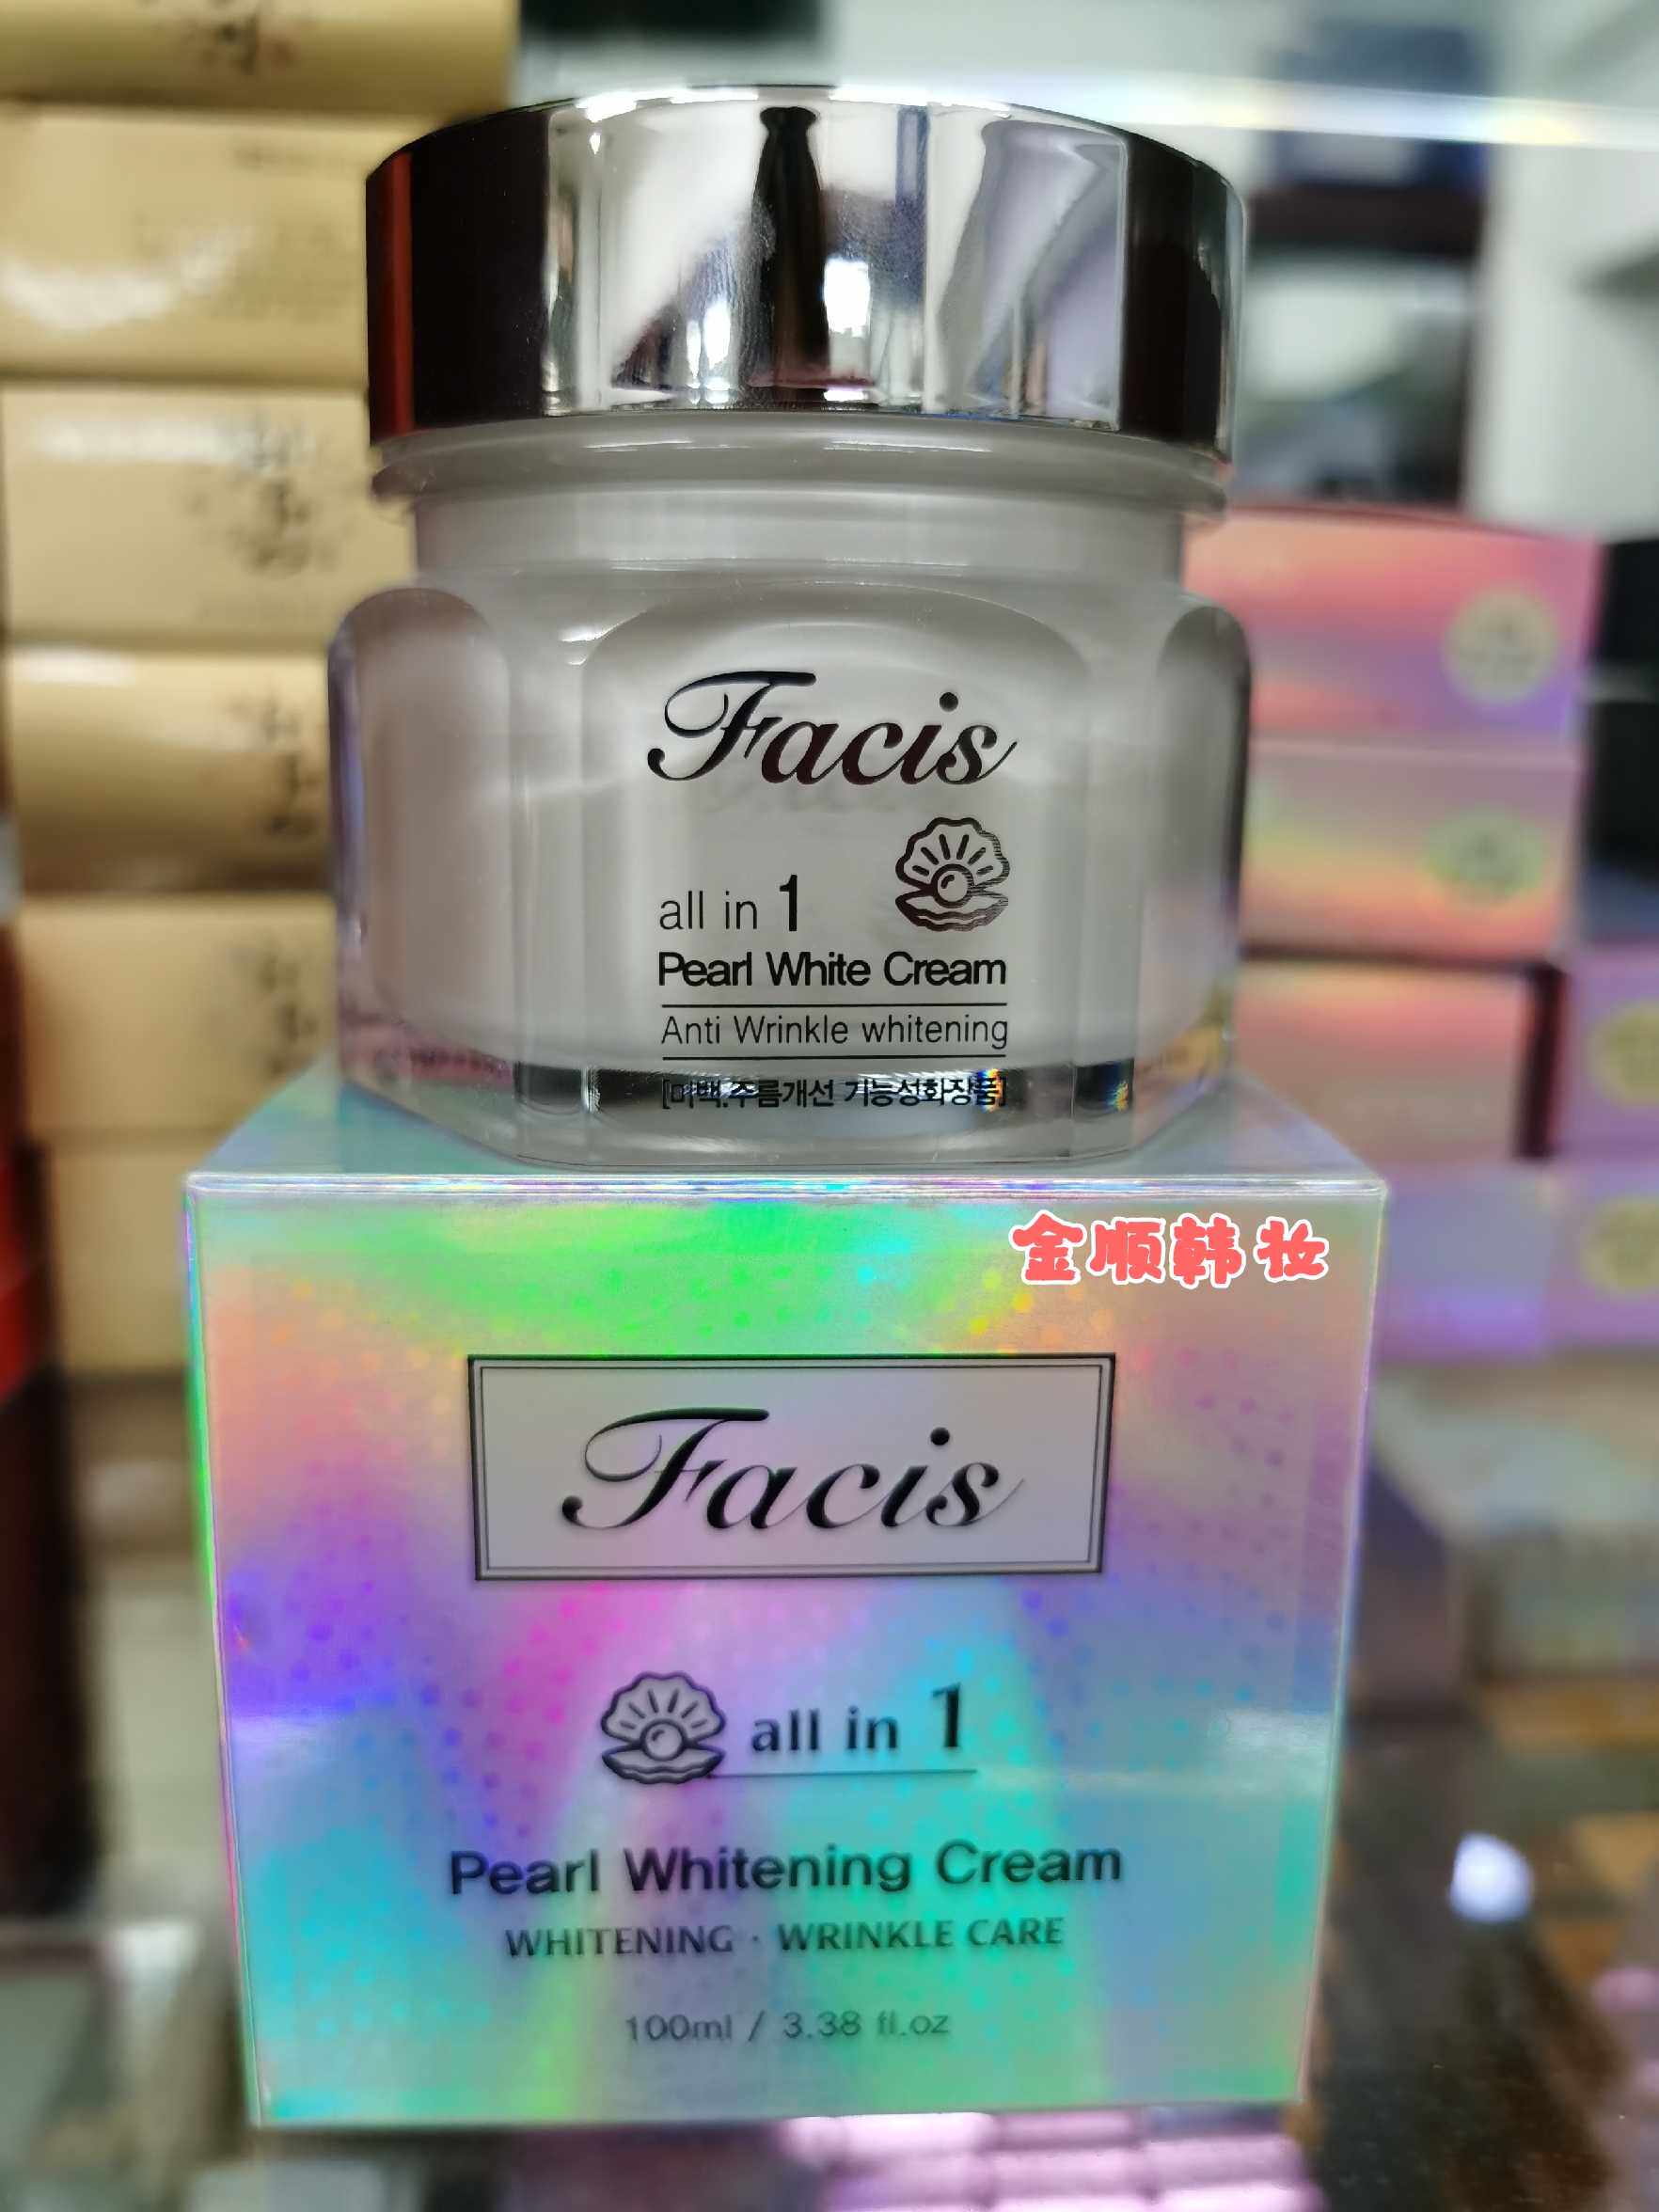 Facis
all in 1
Pearl White Cream
Anti Wrinkle whitening
[미백.주름개선 기능성화장품]
金顺韩妆
Facis
all in 1
Pearl Whitening Cream
WHITENING · WRINKLE CARE
100ml / 3.38 fl.oz